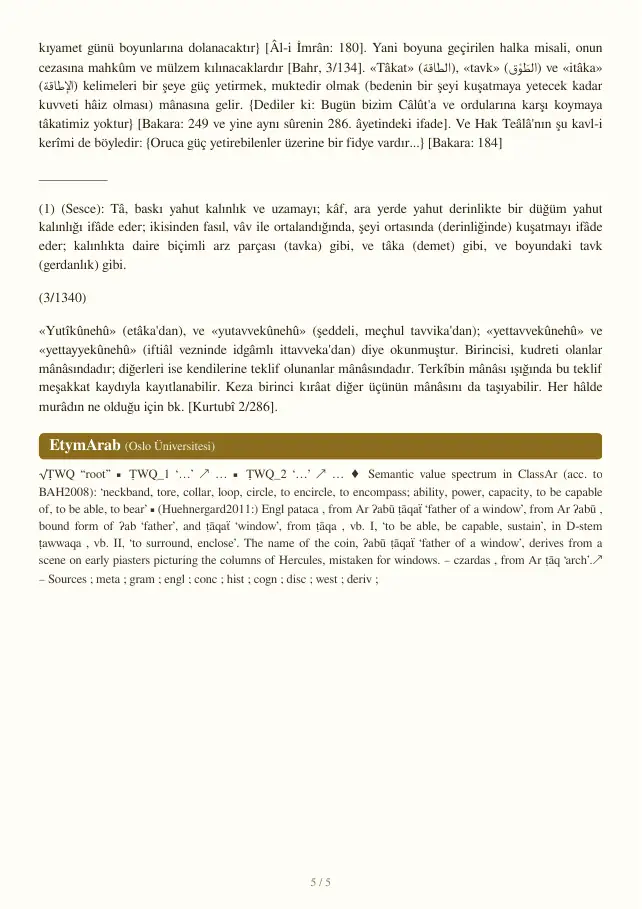 kıyamet günü boyunlarına dolanacaktır} [Âl-i İmrân: 180]. Yani boyuna geçirilen halka misali, onun
cezasına mahkûm ve mülzem kılınacaklardır [Bahr, 3/134]. «Tâkat» (الطاقة), «tavk» (الطَوْق) ve «itâka»
(الإطاقة) kelimeleri bir şeye güç yetirmek, muktedir olmak (bedenin bir şeyi kuşatmaya yetecek kadar
kuvveti hâiz olması) mânasına gelir. {Dediler ki: Bugün bizim Câlût'a ve ordularına karşı koymaya
tâkatimiz yoktur} [Bakara: 249 ve yine aynı sûrenin 286. âyetindeki ifade]. Ve Hak Teâlâ'nın şu kavl-i
kerîmi de böyledir: {Oruca güç yetirebilenler üzerine bir fidye vardır...} [Bakara: 184]
___________
(1) (Sesce): Tâ, baskı yahut kalınlık ve uzamayı; kâf, ara yerde yahut derinlikte bir düğüm yahut
kalınlığı ifâde eder; ikisinden fasıl, vâv ile ortalandığında, şeyi ortasında (derinliğinde) kuşatmayı ifâde
eder; kalınlıkta daire biçimli arz parçası (tavka) gibi, ve tâka (demet) gibi, ve boyundaki tavk
(gerdanlık) gibi.
(3/1340)
«Yutîkûnehû» (etâka'dan), ve «yutavvekûnehû» (şeddeli, meçhul tavvika'dan); «yettavvekûnehû» ve
«yettayyekûnehû» (iftiâl vezninde idgâmlı ittavveka'dan) diye okunmuştur. Birincisi, kudreti olanlar
mânâsındadır; diğerleri ise kendilerine teklif olunanlar mânâsındadır. Terkîbin mânâsı ışığında bu teklif
meşakkat kaydıyla kayıtlanabilir. Keza birinci kırâat diğer üçünün mânâsını da taşıyabilir. Her hâlde
murâdın ne olduğu için bk. [Kurtubî 2/286].
EtymArab (Oslo Üniversitesi)
√ṬWQ “root” ▪ ṬWQ_1 ‘…’ ↗ … ▪ ṬWQ_2 ‘…’ ↗ … ♦ Semantic value spectrum in ClassAr (acc. to
BAH2008): ‘neckband, tore, collar, loop, circle, to encircle, to encompass; ability, power, capacity, to be capable
of, to be able, to bear’ ▪ (Huehnergard2011:) Engl pataca , from Ar ʔabū ṭāqaẗ ‘father of a window’, from Ar ʔabū ,
bound form of ʔab ‘father’, and ṭāqaẗ ‘window’, from ṭāqa , vb. I, ‘to be able, be capable, sustain’, in D-stem
ṭawwaqa , vb. II, ‘to surround, enclose’. The name of the coin, ʔabū ṭāqaẗ ‘father of a window’, derives from a
scene on early piasters picturing the columns of Hercules, mistaken for windows. – czardas , from Ar ṭāq ‘arch’.↗
– Sources ; meta ; gram ; engl ; conc ; hist ; cogn ; disc ; west ; deriv ;
5 / 5